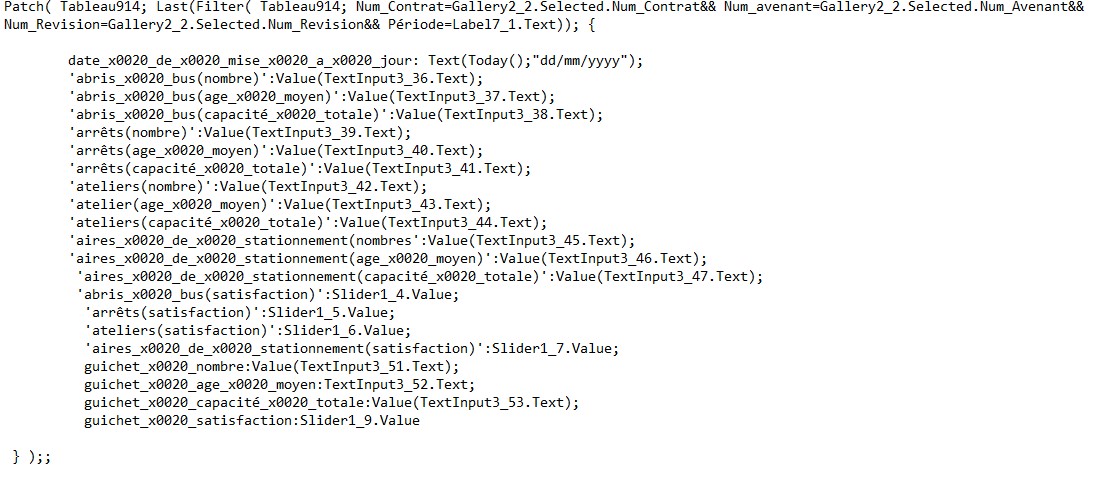 Patch( Tableau914; Last(Filter( Tableau914; Num_Contrat=Gallery2_2.Selected.Num_Contrat&& Num_avenant=Gallery2_2.Selected.Num_Avenant&&
Num_Revision=Gallery2_2.Selected.Num_Revision&& Période=Label7_1.Text)); {
date_x0020_de_x0020_mise_x0020_a_x0020_jour: Text(Today();"dd/mm/yyyy");
'abris_x0020_bus(nombre)':Value(TextInput3_36.Text);
'abris_x0020_bus(age_x0020_moyen)':Value(TextInput3_37.Text);
'abris_x0020_bus(capacité_x0020_totale)':Value(TextInput3_38.Text);
'arrêts(nombre)':Value(TextInput3_39.Text);
'arrêts(age_x0020_moyen)':Value(TextInput3_40.Text);
'arrêts(capacité_x0020_totale)':Value(TextInput3_41.Text);
'ateliers(nombre)':Value(TextInput3_42.Text);
'atelier(age_x0020_moyen)':Value(TextInput3_43.Text);
'ateliers(capacité_x0020_totale)':Value(TextInput3_44.Text);
'aires_x0020_de_x0020_stationnement(nombres':Value(TextInput3_45.Text);
'aires_x0020_de_x0020_stationnement(age_x0020_moyen)':Value(TextInput3_46.Text);
'aires_x0020_de_x0020_stationnement(capacité_x0020_totale)':Value(TextInput3_47.Text);
'abris_x0020_bus(satisfaction)':Slider1_4.Value;
'arrêts(satisfaction)':Slider1_5.Value;
'ateliers(satisfaction)':Slider1_6.Value;
'aires_x0020_de_x0020_stationnement(satisfaction)':Slider1_7.Value;
guichet_x0020_nombre:Value(TextInput3_51.Text);
guichet_x0020_age_x0020_moyen:TextInput3_52.Text;
guichet_x0020_capacité_x0020_totale:Value(TextInput3_53.Text);
guichet_x0020_satisfaction:Slider1_9.Value
} );;